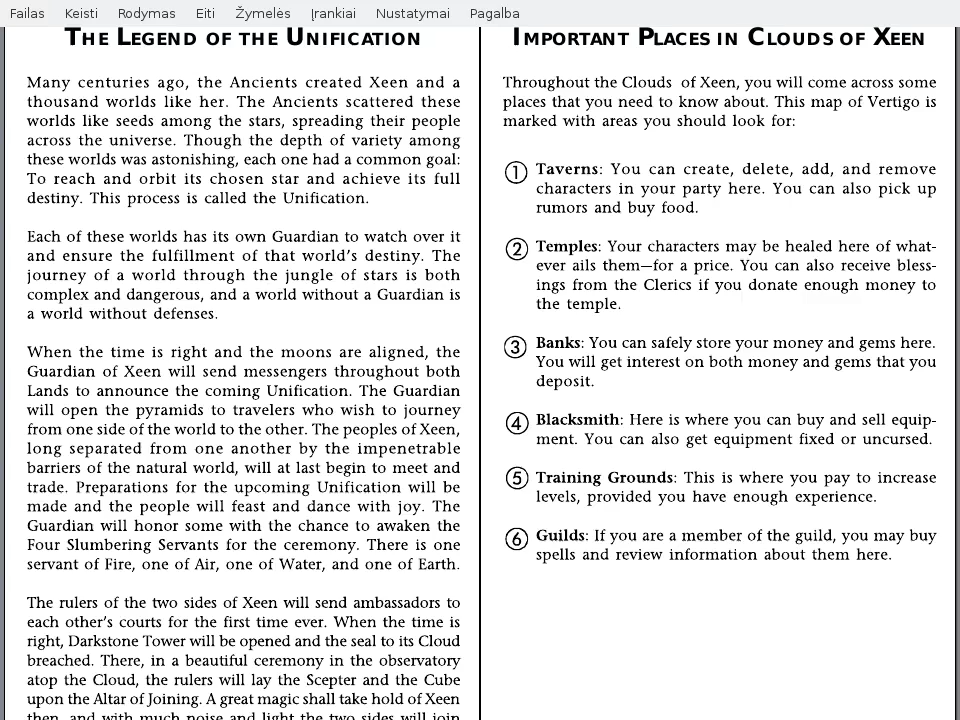 Failas Keisti Rodymas Eiti Žymelės Įrankiai Nustatymai Pagalba
THE LEGEND OF THE UNIFICATION
Many centuries ago, the Ancients created Xeen and a
thousand worlds like her. The Ancients scattered these
worlds like seeds among the stars, spreading their people
across the universe. Though the depth of variety among
these worlds was astonishing, each one had a common goal:
To reach and orbit its chosen star and achieve its full
destiny. This process is called the Unification.
Each of these worlds has its own Guardian to watch over it
and ensure the fulfillment of that world's destiny. The
journey of a world through the jungle of stars is both
complex and dangerous, and a world without a Guardian is
a world without defenses.
When the time is right and the moons are aligned, the
Guardian of Xeen will send messengers throughout both
Lands to announce the coming Unification. The Guardian
will open the pyramids to travelers who wish to journey
from one side of the world to the other. The peoples of Xeen,
long separated from one another by the impenetrable
barriers of the natural world, will at last begin to meet and
trade. Preparations for the upcoming Unification will be
made and the people will feast and dance with joy. The
Guardian will honor some with the chance to awaken the
Four Slumbering Servants for the ceremony. There is one
servant of Fire, one of Air, one of Water, and one of Earth.
The rulers of the two sides of Xeen will send ambassadors to
each other's courts for the first time ever. When the time is
right, Darkstone Tower will be opened and the seal to its Cloud
breached. There, in a beautiful ceremony in the observatory
atop the Cloud, the rulers will lay the Scepter and the Cube
upon the Altar of Joining. A great magic shall take hold of Xeen
then, and with much noise and light the two sides will join
IMPORTANT PLACES IN CLOUDS OF XEEN
Throughout the Clouds of Xeen, you will come across some
places that you need to know about. This map of Vertigo is
marked with areas you should look for:
1 Taverns: You can create, delete, add, and remove
characters in your party here. You can also pick up
rumors and buy food.
2 Temples: Your characters may be healed here of what-
ever ails them—for a price. You can also receive bless-
ings from the Clerics if you donate enough money to
the temple.
3 Banks: You can safely store your money and gems here.
You will get interest on both money and gems that you
deposit.
4 Blacksmith: Here is where you can buy and sell equip-
ment. You can also get equipment fixed or uncursed.
5 Training Grounds: This is where you pay to increase
levels, provided you have enough experience.
6 Guilds: If you are a member of the guild, you may buy
spells and review information about them here.